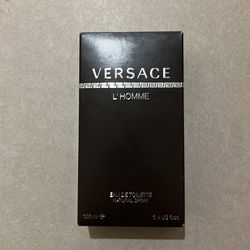 VERSACE
L'HOMME
EAU DE TOILETTE
NATURAL SPRAY
100 ml e